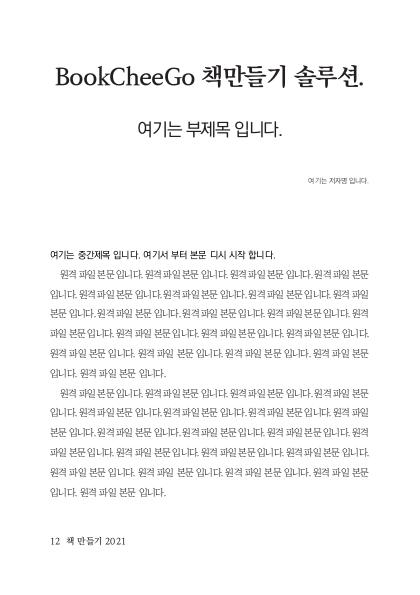 BookCheeGo 책만들기 솔루션.
여기는 부제목 입니다.
여기는 저자명 입니다.
여기는 중간제목 입니다. 여기서 부터 본문 디시 시작 합니다.
원격 파일 본문 입니다. 원격 파일 본문 입니다. 원격 파일 본문 입니다. 원격 파일 본문
입니다. 원격 파일 본문 입니다. 원격 파일 본문 입니다. 원격 파일 본문 입니다. 원격 파일
본문 입니다. 원격 파일 본문 입니다. 원격 파일 본문 입니다. 원격 파일 본문 입니다. 원격
파일 본문 입니다. 원격 파일 본문 입니다. 원격 파일 본문 입니다. 원격 파일 본문 입니다.
원격 파일 본문 입니다. 원격 파일 본문 입니다. 원격 파일 본문 입니다. 원격 파일 본문
입니다. 원격 파일 본문 입니다.
원격 파일 본문 입니다. 원격 파일 본문 입니다. 원격 파일 본문 입니다. 원격 파일 본문
입니다. 원격 파일 본문 입니다. 원격 파일 본문 입니다. 원격 파일 본문 입니다. 원격 파일
본문 입니다. 원격 파일 본문 입니다. 원격 파일 본문 입니다. 원격 파일 본문 입니다. 원격
파일 본문 입니다. 원격 파일 본문 입니다. 원격 파일 본문 입니다. 원격 파일 본문 입니다.
원격 파일 본문 입니다. 원격 파일 본문 입니다. 원격 파일 본문 입니다. 원격 파일 본문
입니다. 원격 파일 본문 입니다.
12 책 만들기 2021